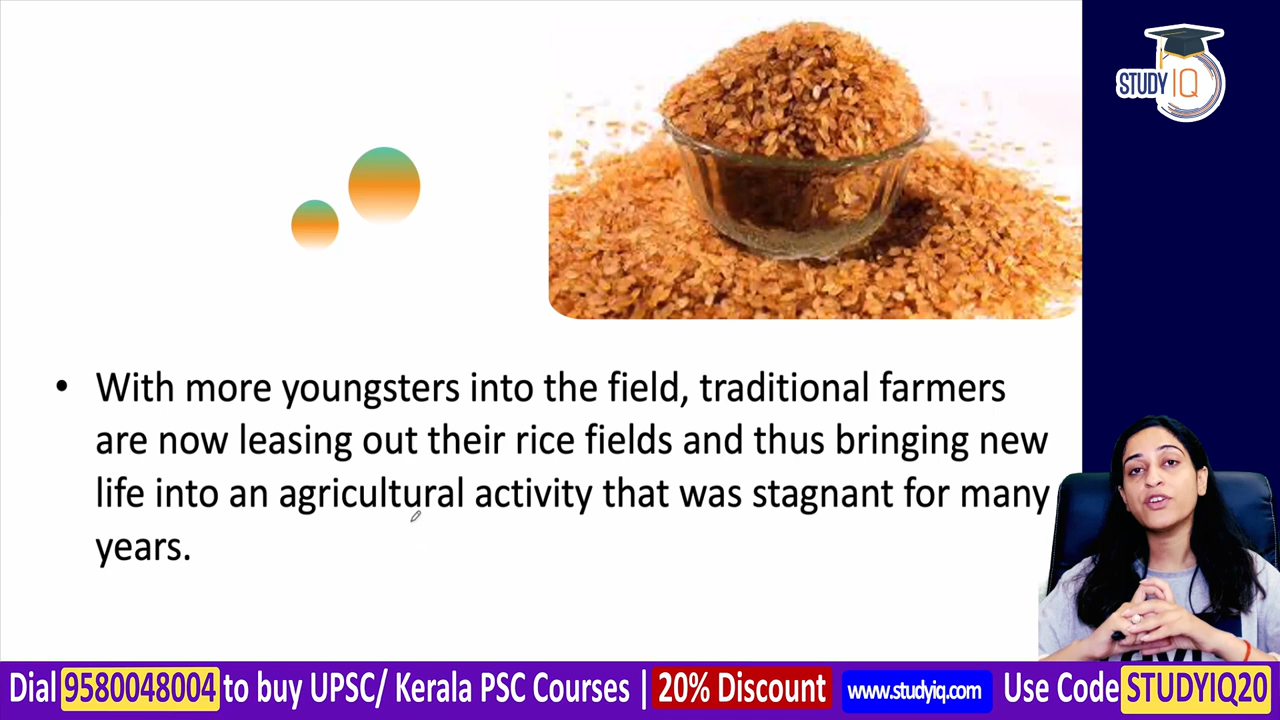 STUDY IQ
• With more youngsters into the field, traditional farmers
are now leasing out their rice fields and thus bringing new
life into an agricultural activity that was stagnant for many
years.
Dial 9580048004 to buy UPSC/ Kerala PSC Courses | 20% Discount www.studyiq.com Use Code STUDYIQ20